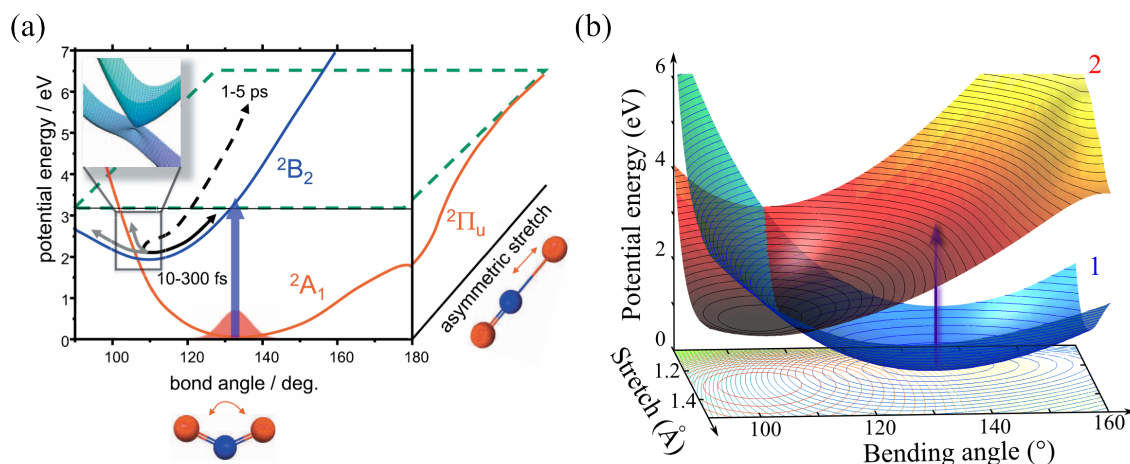 (a)
potential energy / eV
7
6
5
4
3
2
1
0
1-5 ps
²B₂
10-300 fs
²A₁
²Πᵤ
asymmetric stretch
100
120
140
160
180
bond angle / deg.
(b)
Potential energy (eV)
6
4
2
0
2
1
Stretch (Å)
1.2
1.4
100
120
140
160
Bending angle (°)